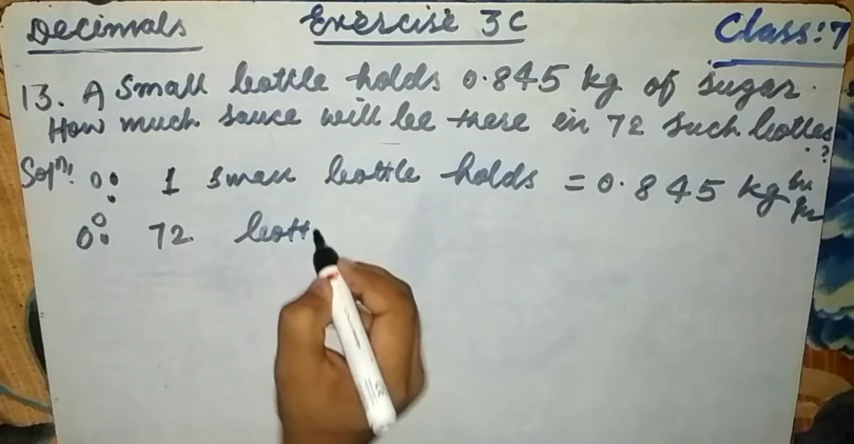 Decimals Exercise 3C Class:7
13. A Small bottle holds 0.845 kg of sugar.
How much sauce will be there in 72 such bottles?
Solⁿ: ∵ 1 small bottle holds = 0.845 kg
∴ 72 bott